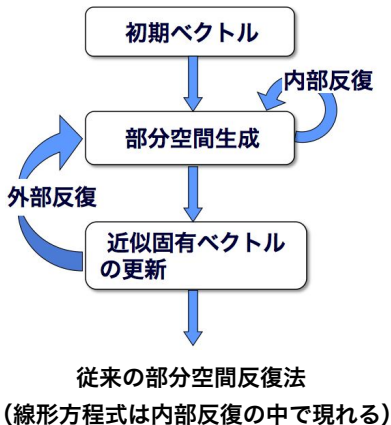 初期ベクトル
内部反復
部分空間生成
外部反復
近似固有ベクトル
の更新
従来の部分空間反復法
（線形方程式は内部反復の中で現れる）